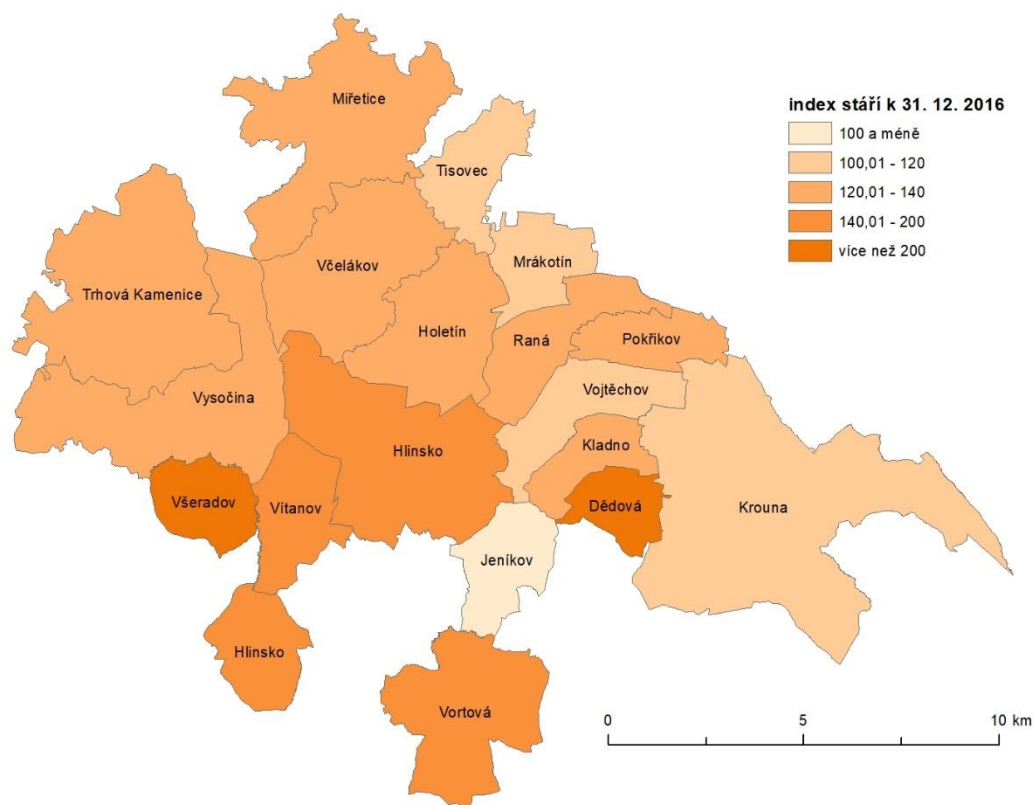 Miřetice
index stáří k 31. 12. 2016
100 a méně
100,01 - 120
120,01 - 140
140,01 - 200
více než 200
Tisovec
Mrákotín
Včelákov
Trhová Kamenice
Holetín
Raná
Pokřikov
Vojtěchov
Vysočina
Kladno
Hlinsko
Všeradov
Vítanov
Dědová
Krouna
Jeníkov
Hlinsko
Vortová
0 5 10 km